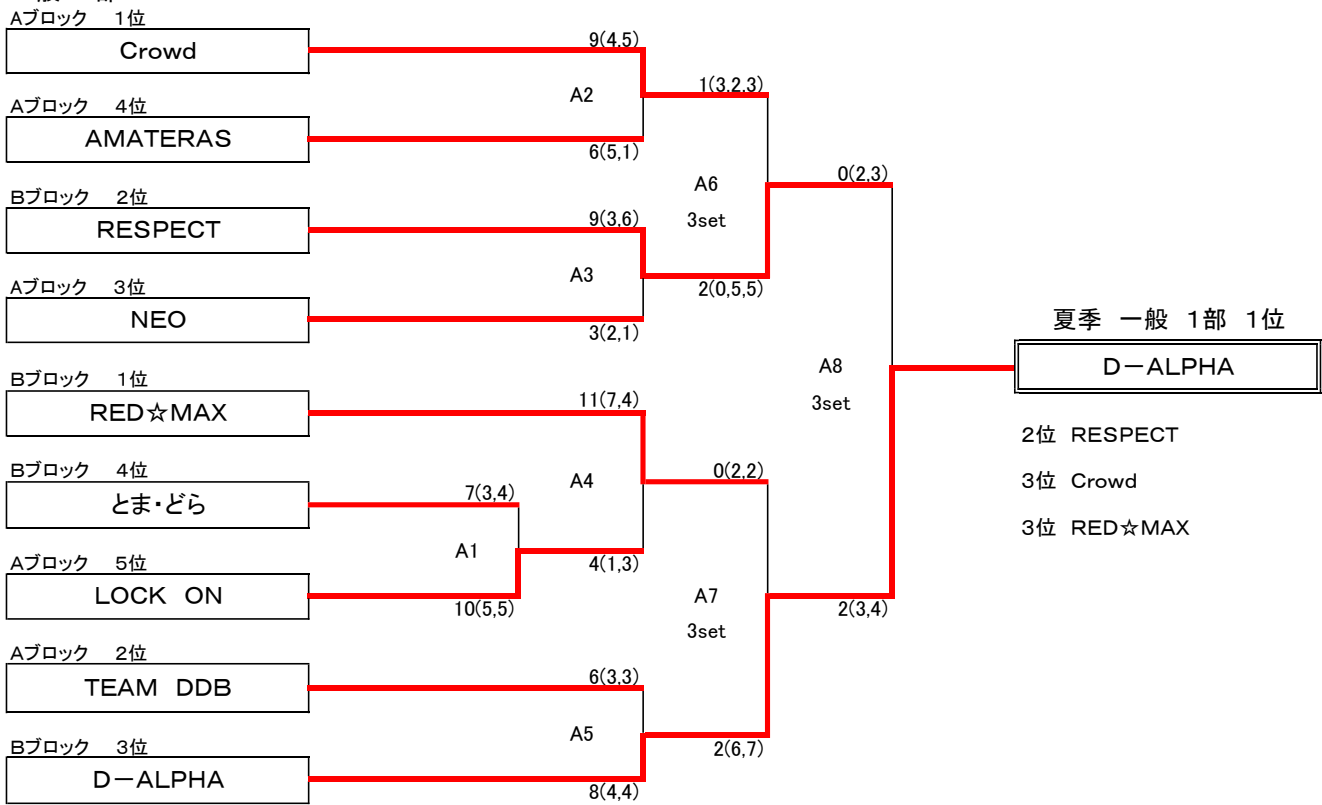 Aブロック 1位
Crowd
9(4,5)
1(3,2,3)
A2
Aブロック 4位
AMATERAS
6(5,1)
A6
3set
0(2,3)
Bブロック 2位
RESPECT
9(3,6)
A3
2(0,5,5)
Aブロック 3位
NEO
3(2,1)
夏季 一般 1部 1位
D－ALPHA
A8
3set
Bブロック 1位
RED☆MAX
11(7,4)
2位 RESPECT
3位 Crowd
3位 RED☆MAX
Bブロック 4位
とま・どら
7(3,4)
A4
0(2,2)
A1
Aブロック 5位
LOCK ON
10(5,5)
4(1,3)
A7
3set
2(3,4)
Aブロック 2位
TEAM DDB
6(3,3)
A5
2(6,7)
Bブロック 3位
D－ALPHA
8(4,4)